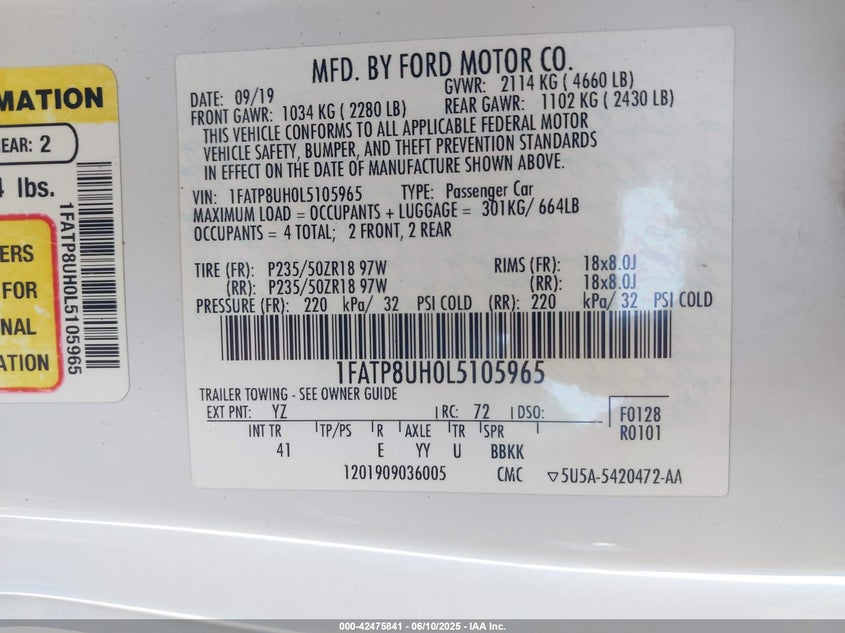 MATION
EAR: 2
lbs.
1FATP8UH0L5105965
ERS
FOR
NAL
ATION
MFD. BY FORD MOTOR CO.
DATE: 09/19 GVWR: 2114 KG ( 4660 LB)
FRONT GAWR: 1034 KG ( 2280 LB) REAR GAWR: 1102 KG ( 2430 LB)
THIS VEHICLE CONFORMS TO ALL APPLICABLE FEDERAL MOTOR
VEHICLE SAFETY, BUMPER, AND THEFT PREVENTION STANDARDS
IN EFFECT ON THE DATE OF MANUFACTURE SHOWN ABOVE.
VIN: 1FATP8UH0L5105965 TYPE: Passenger Car
MAXIMUM LOAD = OCCUPANTS + LUGGAGE = 301KG/ 664LB
OCCUPANTS = 4 TOTAL; 2 FRONT, 2 REAR
TIRE (FR): P235/50ZR18 97W RIMS (FR): 18x8.0J
(RR): P235/50ZR18 97W (RR): 18x8.0J
PRESSURE (FR): 220 kPa/ 32 PSI COLD (RR): 220 kPa/ 32 PSI COLD
1FATP8UH0L5105965
TRAILER TOWING - SEE OWNER GUIDE
EXT PNT: YZ RC: 72 DSO: F0128
INT TR TP/PS R AXLE TR SPR R0101
41 E YY U BBKK
1201909036005 CMC ▽5U5A-5420472-AA
000-42475841 - 06/10/2025 - IAA Inc.